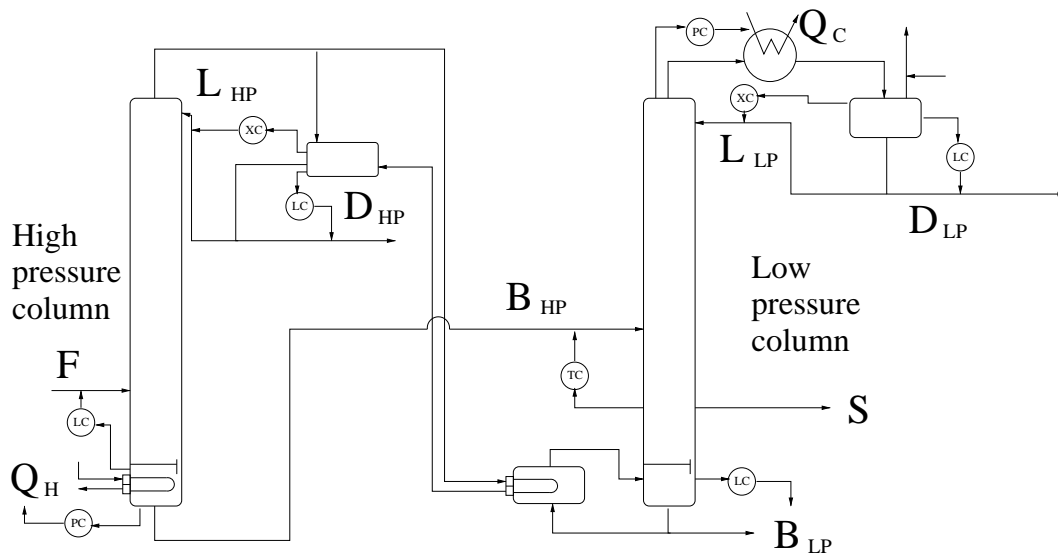 PC
Q C
L HP
XC
XC
L LP
LC
LC
D HP
D LP
High
pressure
column
Low
pressure
column
B HP
F
TC
LC
S
Q H
PC
LC
B LP